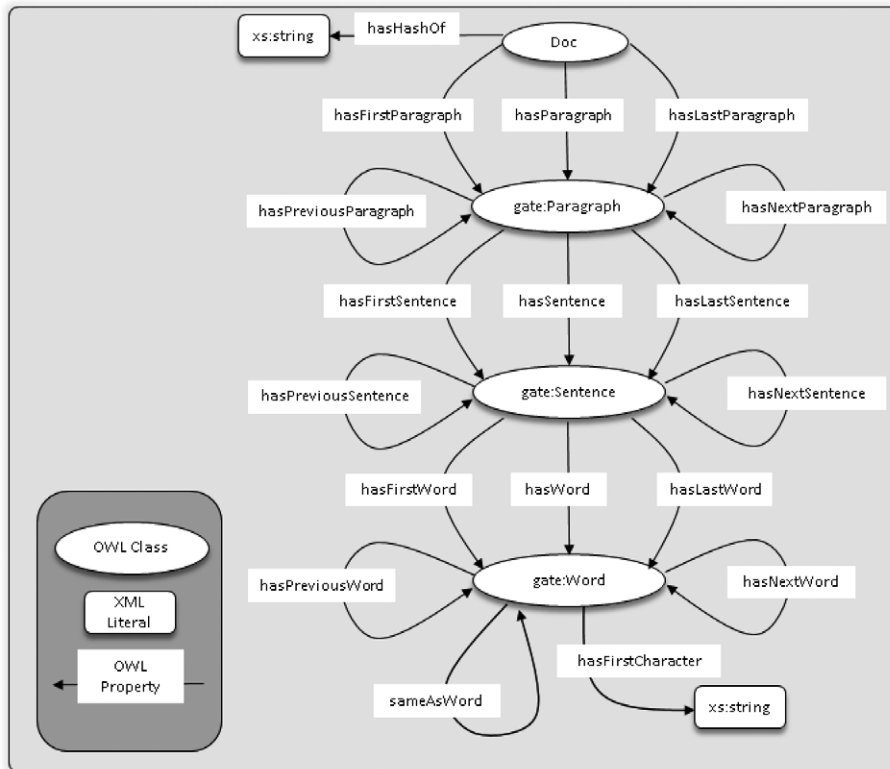 xs:string
hasHashOf
Doc
hasFirstParagraph
hasParagraph
hasLastParagraph
hasPreviousParagraph
gate:Paragraph
hasNextParagraph
hasFirstSentence
hasSentence
hasLastSentence
hasPreviousSentence
gate:Sentence
hasNextSentence
hasFirstWord
hasWord
hasLastWord
hasPreviousWord
gate:Word
hasNextWord
sameAsWord
hasFirstCharacter
xs:string
OWL Class
XML
Literal
OWL
Property